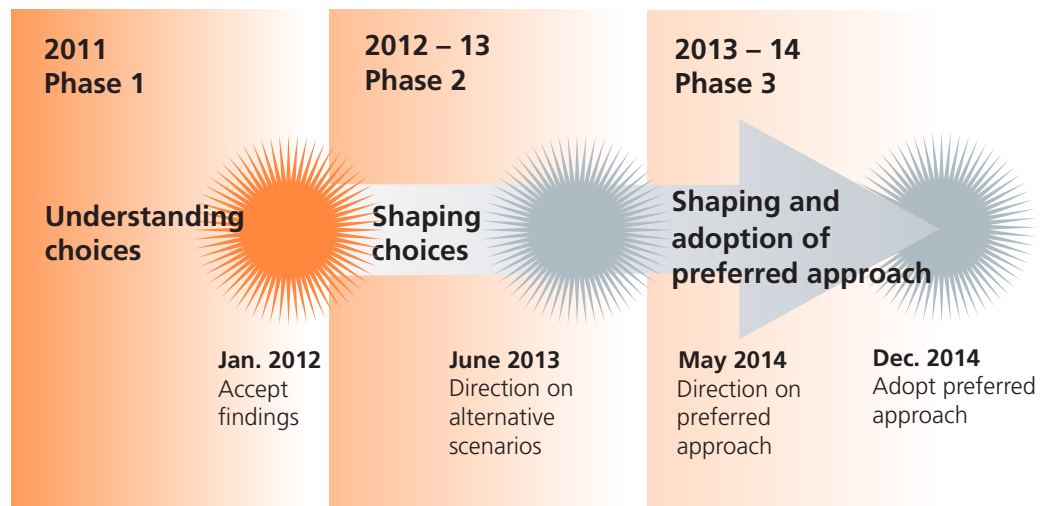 2011
Phase 1
2012 – 13
Phase 2
2013 – 14
Phase 3
Understanding
choices
Shaping
choices
Shaping and
adoption of
preferred approach
Jan. 2012
Accept
findings
June 2013
Direction on
alternative
scenarios
May 2014
Direction on
preferred
approach
Dec. 2014
Adopt preferred
approach